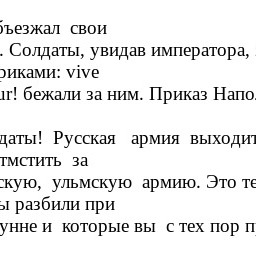 бъезжал свои
. Солдаты, увидав императора,
риками: vive
ur! бежали за ним. Приказ Напо
даты! Русская армия выходит
тмстить за
скую, ульмскую армию. Это те
ы разбили при
унне и которые вы с тех пор п